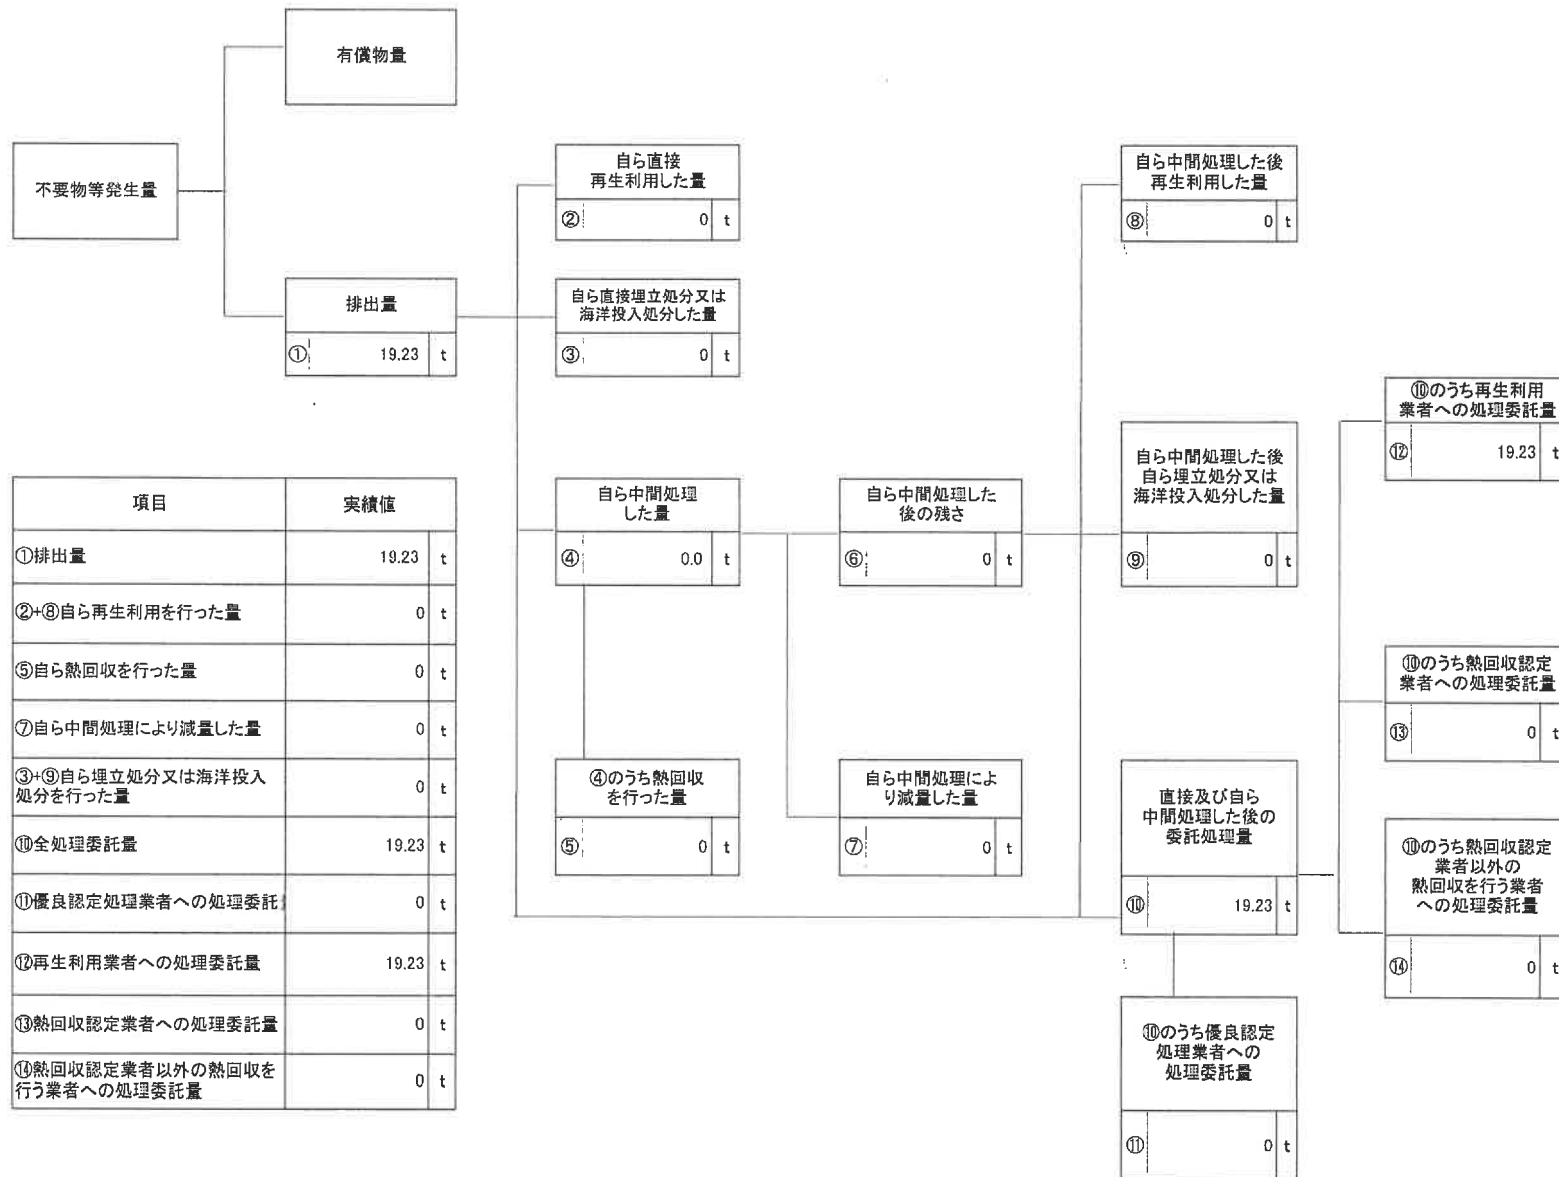 有償物量
不要物等発生量
排出量
① 19.23 t
自ら直接
再生利用した量
② 0 t
自ら直接埋立処分又は
海洋投入処分した量
③ 0 t
自ら中間処理
した量
④ 0.0 t
④のうち熱回収
を行った量
⑤ 0 t
自ら中間処理した
後の残さ
⑥ 0 t
自ら中間処理によ
り減量した量
⑦ 0 t
自ら中間処理した後
再生利用した量
⑧ 0 t
自ら中間処理した後
自ら埋立処分又は
海洋投入処分した量
⑨ 0 t
直接及び自ら
中間処理した後の
委託処理量
⑩ 19.23 t
⑩のうち優良認定
処理業者への
処理委託量
⑪ 0 t
⑩のうち再生利用
業者への処理委託量
⑫ 19.23 t
⑩のうち熱回収認定
業者への処理委託量
⑬ 0 t
⑩のうち熱回収認定
業者以外の
熱回収を行う業者
への処理委託量
⑭ 0 t
項目 実績値
①排出量 19.23 t
②+⑧自ら再生利用を行った量 0 t
⑤自ら熱回収を行った量 0 t
⑦自ら中間処理により減量した量 0 t
③+⑨自ら埋立処分又は海洋投入
処分を行った量 0 t
⑩全処理委託量 19.23 t
⑪優良認定処理業者への処理委託 0 t
⑫再生利用業者への処理委託量 19.23 t
⑬熱回収認定業者への処理委託量 0 t
⑭熱回収認定業者以外の熱回収を
行う業者への処理委託量 0 t